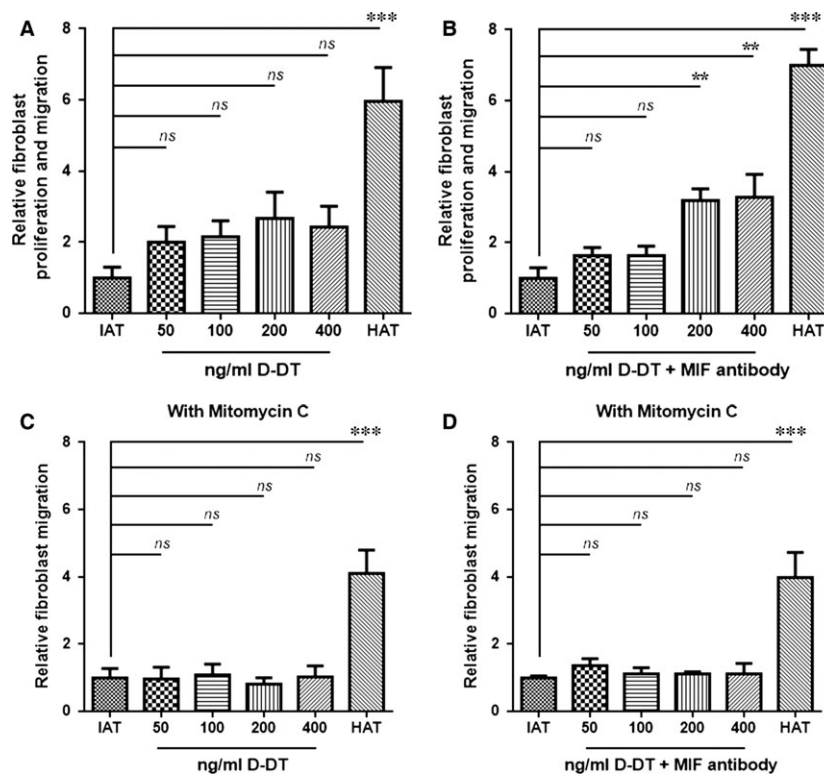 A
Relative fibroblast
proliferation and migration
8
6
4
2
0
***
ns
ns
ns
ns
IAT
50
100
200
400
HAT
ng/ml D-DT
B
Relative fibroblast
proliferation and migration
8
6
4
2
0
***
**
**
ns
ns
IAT
50
100
200
400
HAT
ng/ml D-DT + MIF antibody
C
With Mitomycin C
Relative fibroblast migration
8
6
4
2
0
***
ns
ns
ns
ns
IAT
50
100
200
400
HAT
ng/ml D-DT
D
With Mitomycin C
Relative fibroblast migration
8
6
4
2
0
***
ns
ns
ns
ns
IAT
50
100
200
400
HAT
ng/ml D-DT + MIF antibody